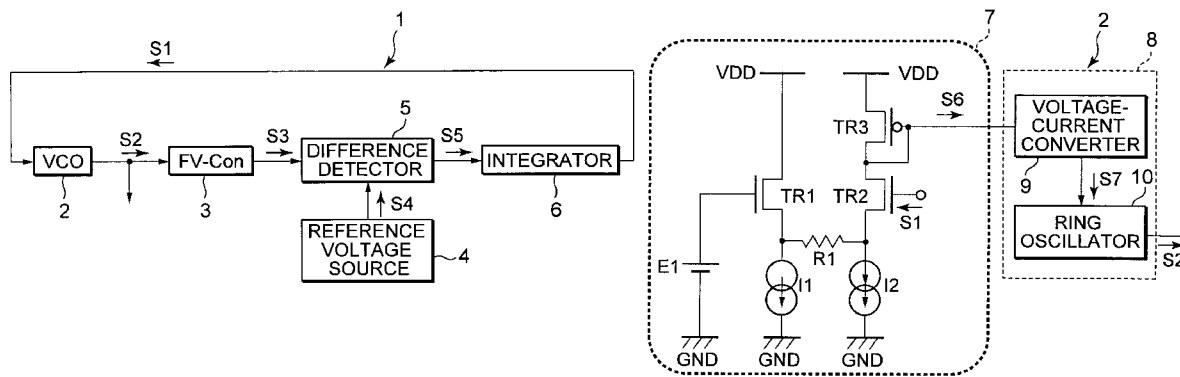 1
S1
VCO
2
S2
FV-Con
3
S3
5
DIFFERENCE
DETECTOR
S5
INTEGRATOR
6
S4
REFERENCE
VOLTAGE
SOURCE
4
7
VDD
VDD
S6
TR3
TR1
TR2
S1
R1
E1
I1
I2
GND
GND
GND
2
8
VOLTAGE-
CURRENT
CONVERTER
9
S7
10
RING
OSCILLATOR
S2